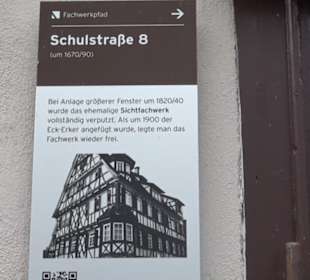 Fachwerkpfad
Schulstraße 8
(um 1670/90)
Bei Anlage größerer Fenster um 1820/40
wurde das ehemalige Sichtfachwerk
vollständig verputzt. Als um 1900 der
Eck-Erker angefügt wurde, legte man das
Fachwerk wieder frei.